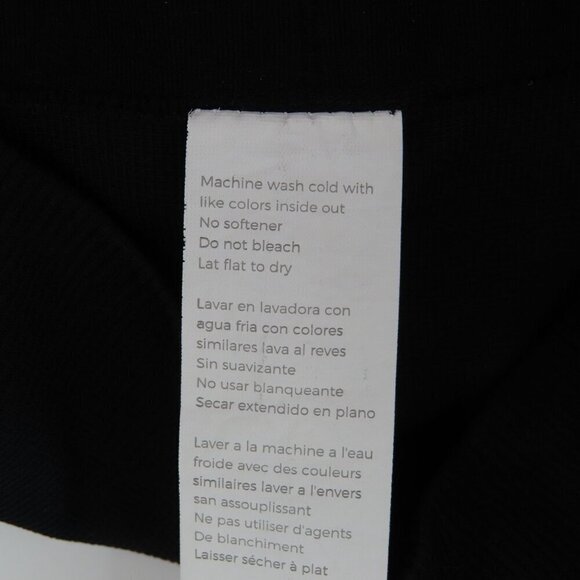 Machine wash cold with
like colors inside out
No softener
Do not bleach
Lat flat to dry
Lavar en lavadora con
agua fria con colores
similares lava al reves
Sin suavizante
No usar blanqueante
Secar extendido en plano
Laver a la machine a l'eau
froide avec des couleurs
similaires laver a l'envers
san assouplissant
Ne pas utiliser d'agents
De blanchiment
Laisser sécher à plat